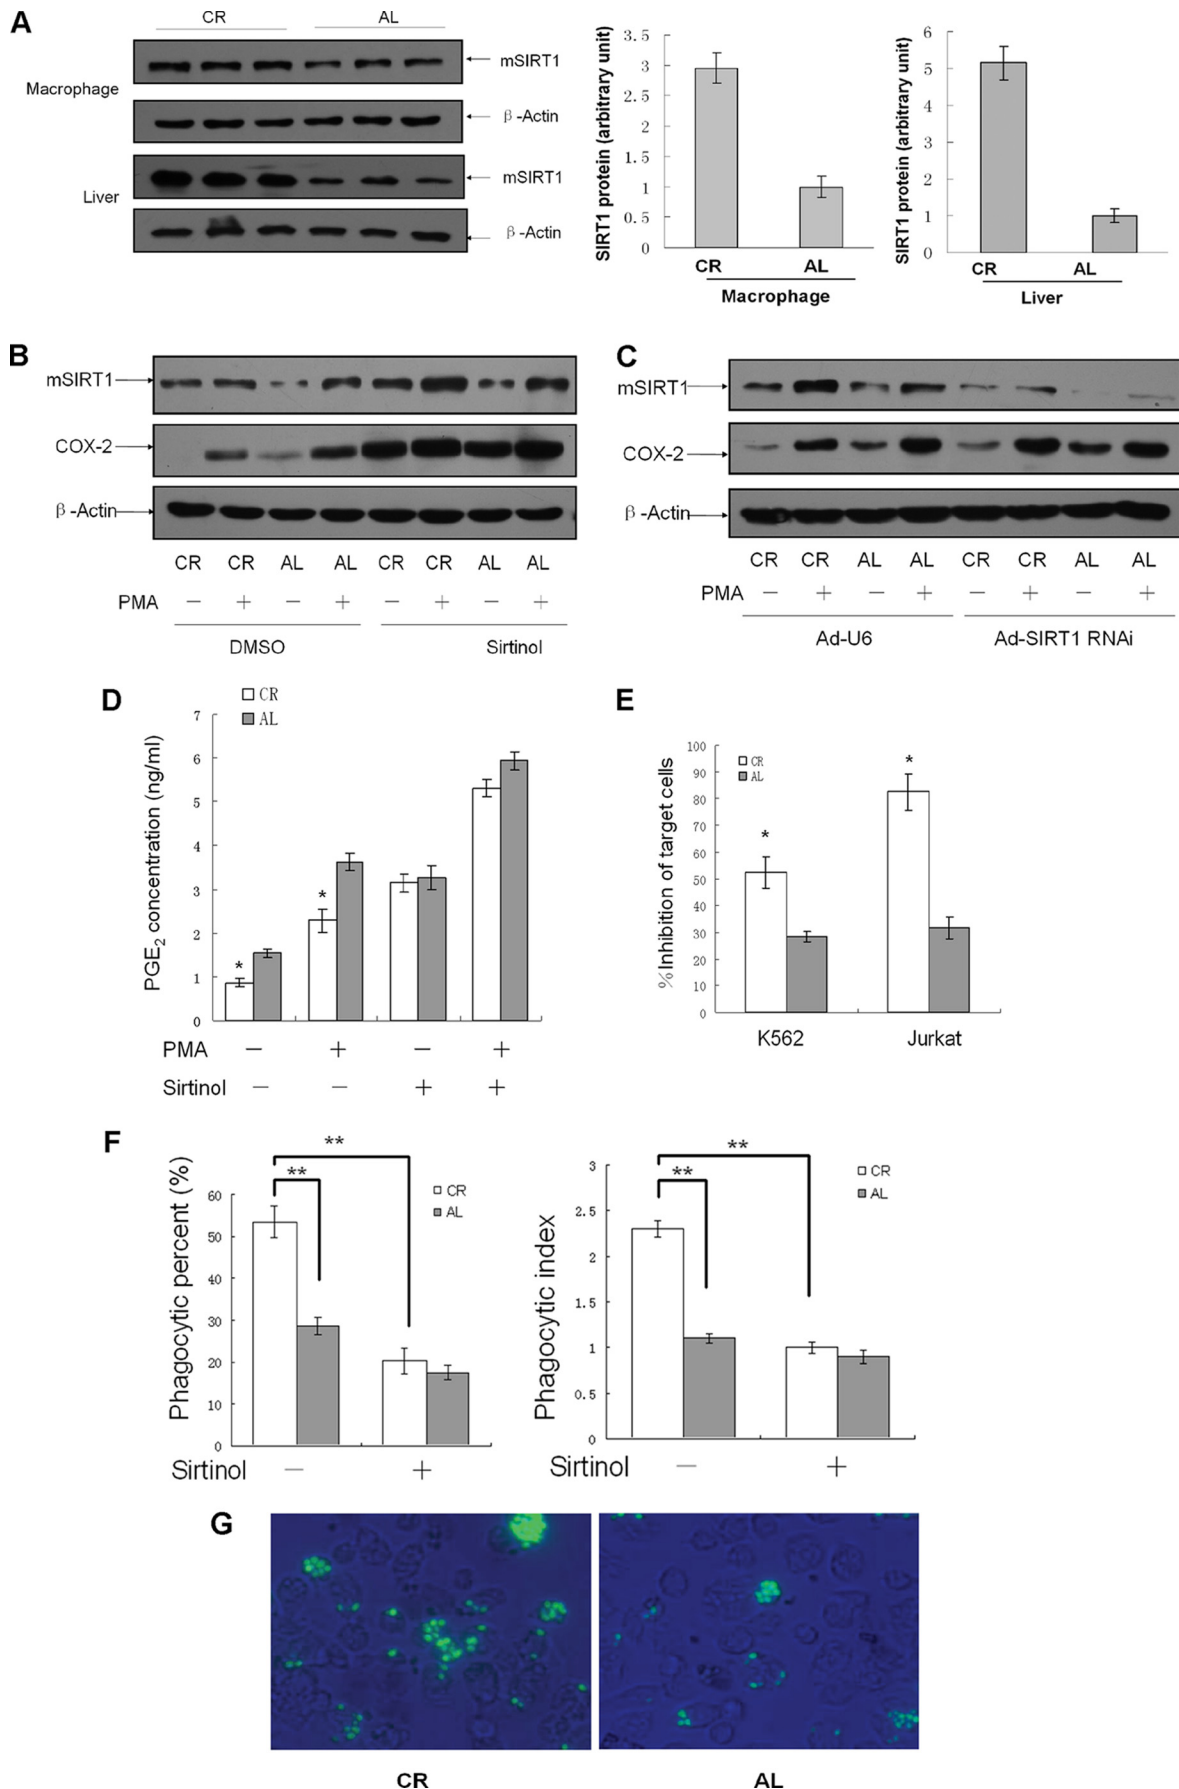 A
CR AL
Macrophage
mSIRT1
β-Actin
Liver
mSIRT1
β-Actin
SIRT1 protein (arbitrary unit)
3.5
3
2.5
2
1.5
1
0.5
0
CR AL
Macrophage
SIRT1 protein (arbitrary unit)
6
5
4
3
2
1
0
CR AL
Liver
B
mSIRT1
COX-2
β-Actin
CR CR AL AL CR CR AL AL
PMA − + − + − + − +
DMSO Sirtinol
C
mSIRT1
COX-2
β-Actin
CR CR AL AL CR CR AL AL
PMA − + − + − + − +
Ad-U6 Ad-SIRT1 RNAi
D
CR
AL
PGE2 concentration (ng/ml)
7
6
5
4
3
2
1
0
* *
PMA − + − +
Sirtinol − − + +
E
CR
AL
%Inhibition of target cells
100
90
80
70
60
50
40
30
20
10
0
* *
K562 Jurkat
F
Phagocytic percent (%)
60
50
40
30
20
10
0
**
**
CR
AL
Sirtinol − +
Phagocytic index
3
2.5
2
1.5
1
0.5
0
**
**
CR
AL
Sirtinol − +
G
CR AL